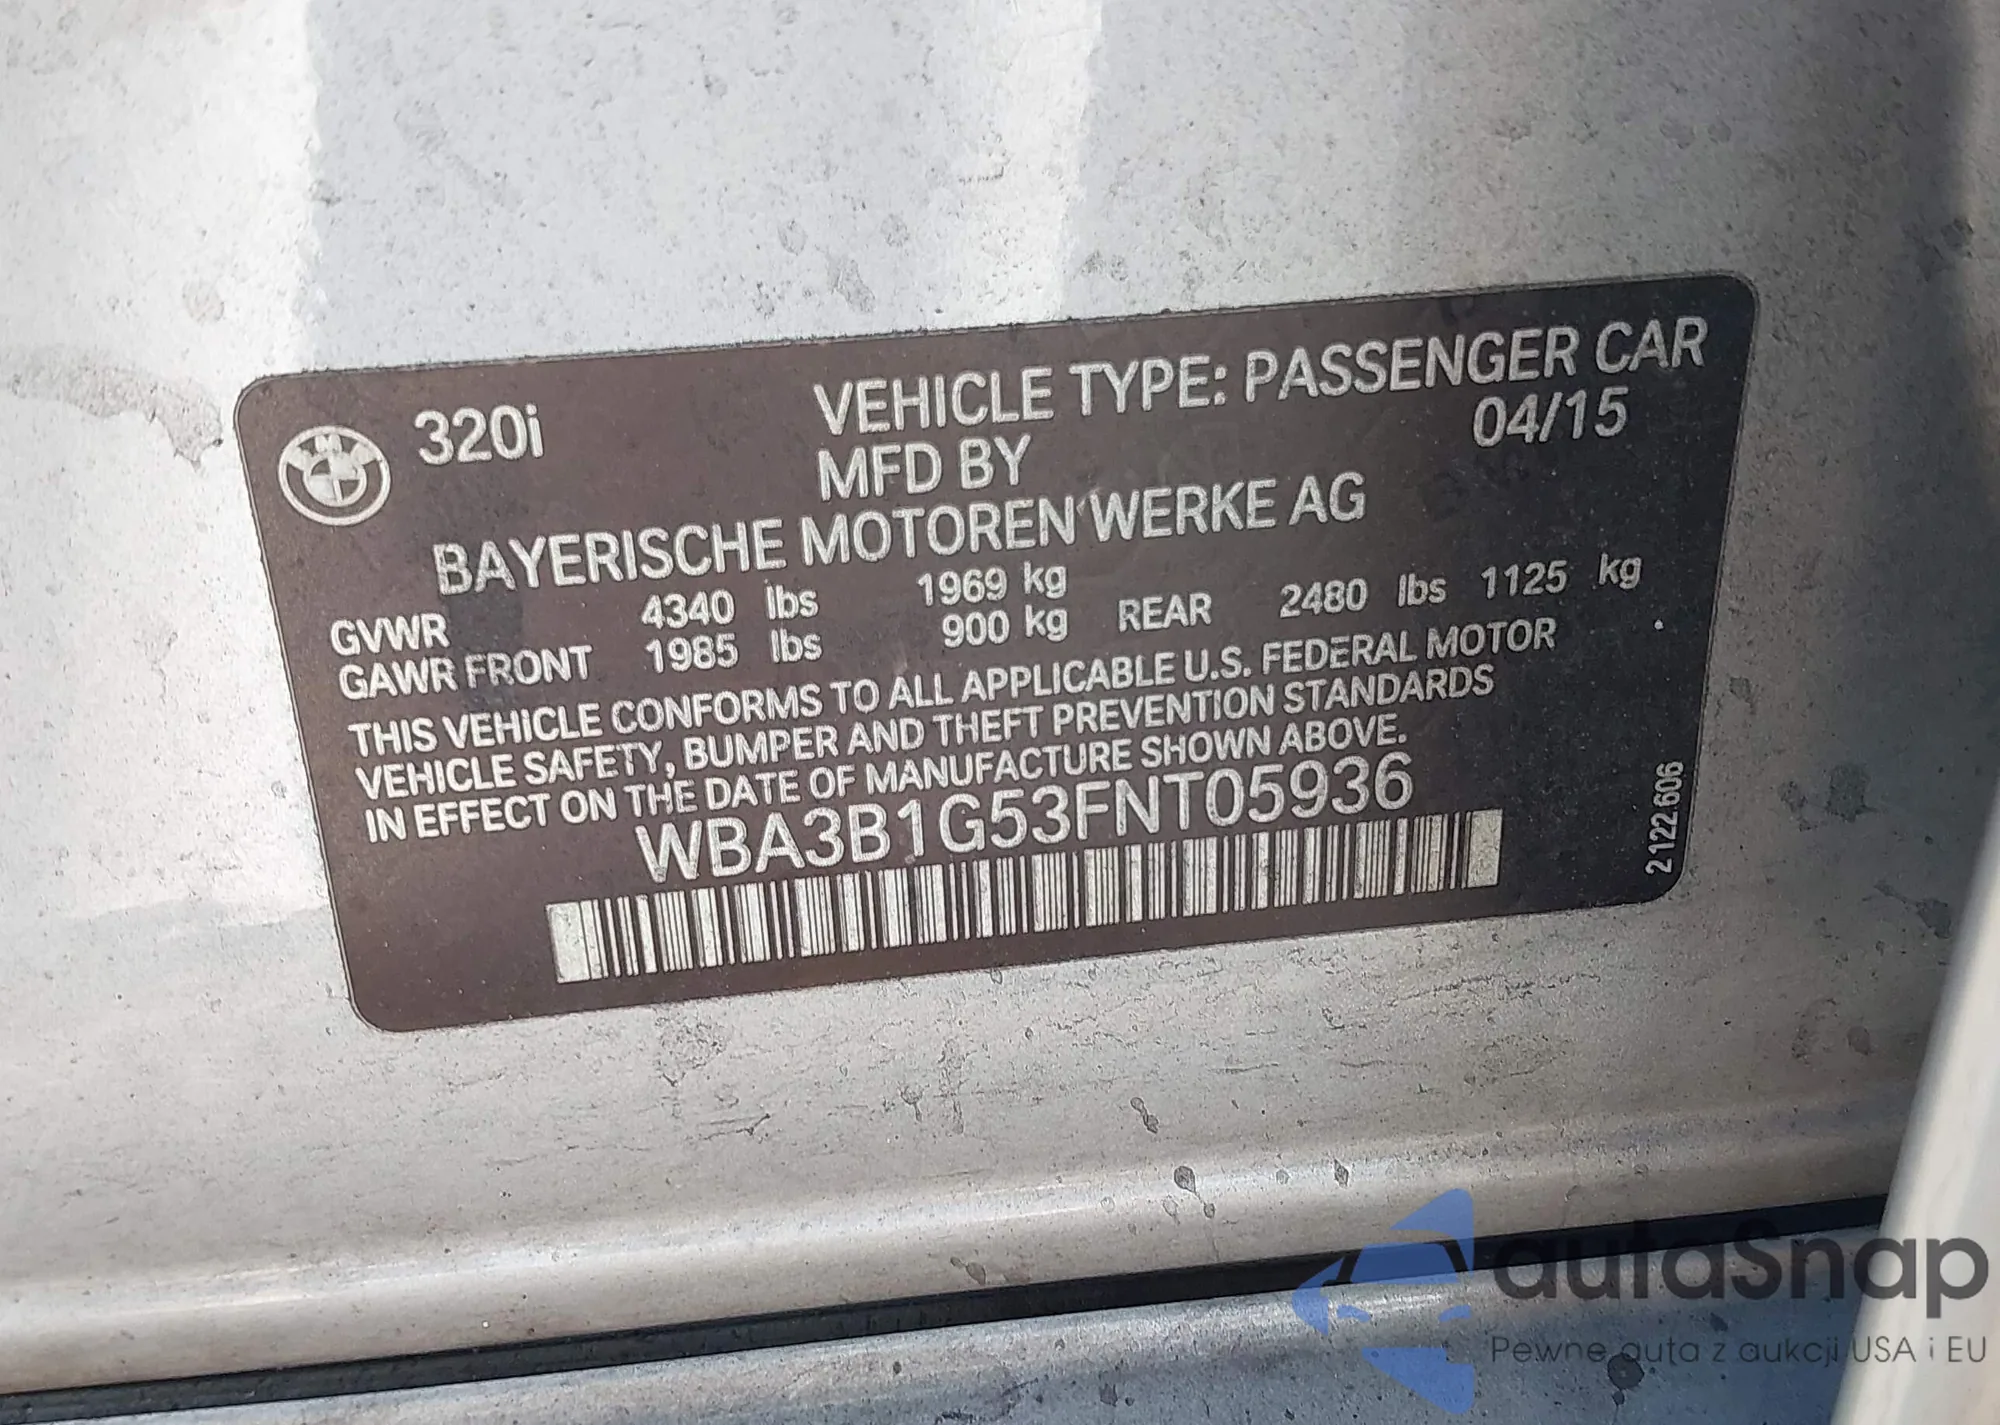 320i
VEHICLE TYPE: PASSENGER CAR
MFD BY 04/15
BAYERISCHE MOTOREN WERKE AG
GVWR 4340 lbs 1969 kg
GAWR FRONT 1985 lbs 900 kg REAR 2480 lbs 1125 kg
THIS VEHICLE CONFORMS TO ALL APPLICABLE U.S. FEDERAL MOTOR
VEHICLE SAFETY, BUMPER AND THEFT PREVENTION STANDARDS
IN EFFECT ON THE DATE OF MANUFACTURE SHOWN ABOVE.
WBA3B1G53FNT05936
2122.606
autaSnap
Pewne auta z aukcji USA i EU